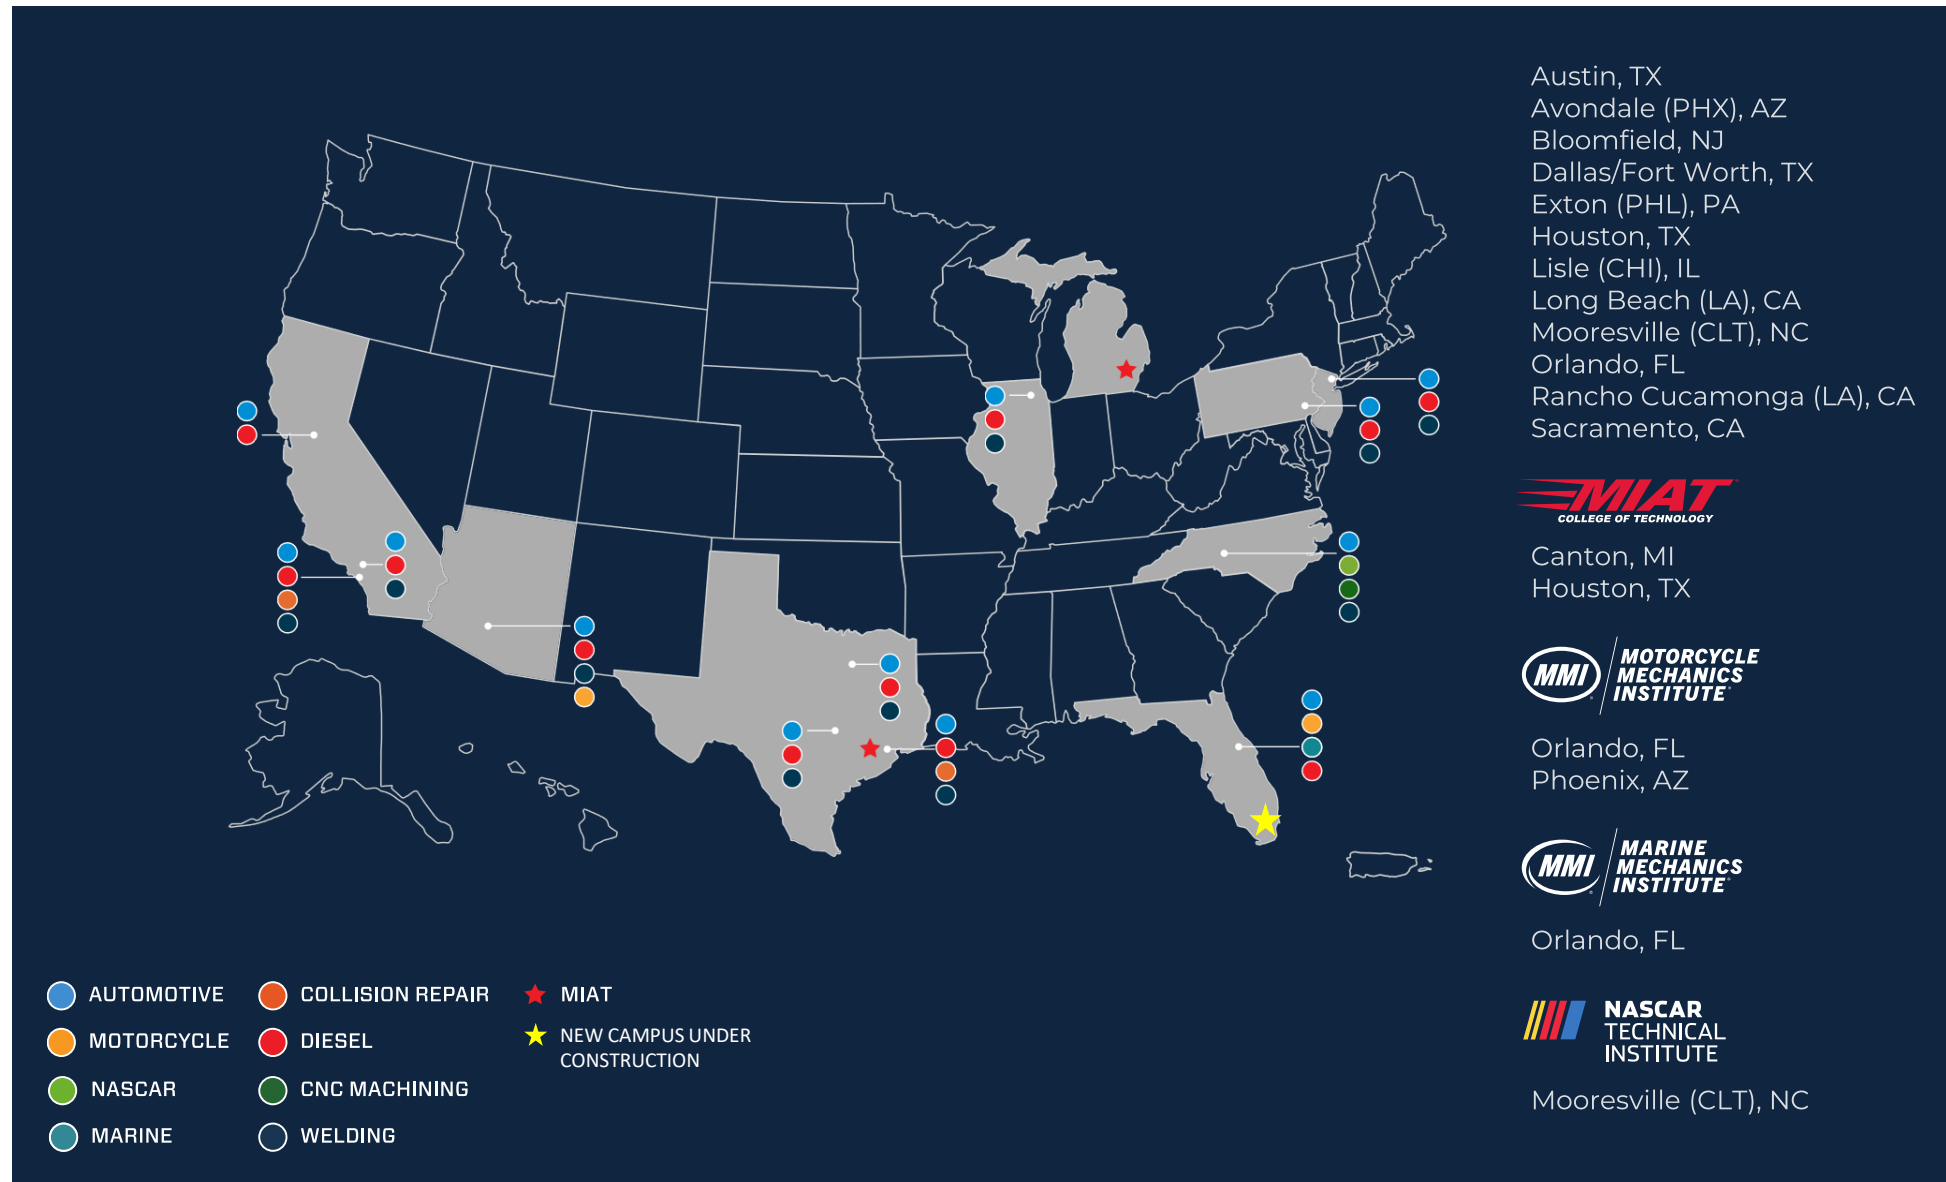 Austin, TX
Avondale (PHX), AZ
Bloomfield, NJ
Dallas/Fort Worth, TX
Exton (PHL), PA
Houston, TX
Lisle (CHI), IL
Long Beach (LA), CA
Mooresville (CLT), NC
Orlando, FL
Rancho Cucamonga (LA), CA
Sacramento, CA
MIAT
COLLEGE OF TECHNOLOGY
Canton, MI
Houston, TX
MMI
MOTORCYCLE
MECHANICS
INSTITUTE
Orlando, FL
Phoenix, AZ
MMI
MARINE
MECHANICS
INSTITUTE
Orlando, FL
NASCAR
TECHNICAL
INSTITUTE
Mooresville (CLT), NC
AUTOMOTIVE
MOTORCYCLE
NASCAR
MARINE
COLLISION REPAIR
DIESEL
CNC MACHINING
WELDING
MIAT
NEW CAMPUS UNDER
CONSTRUCTION